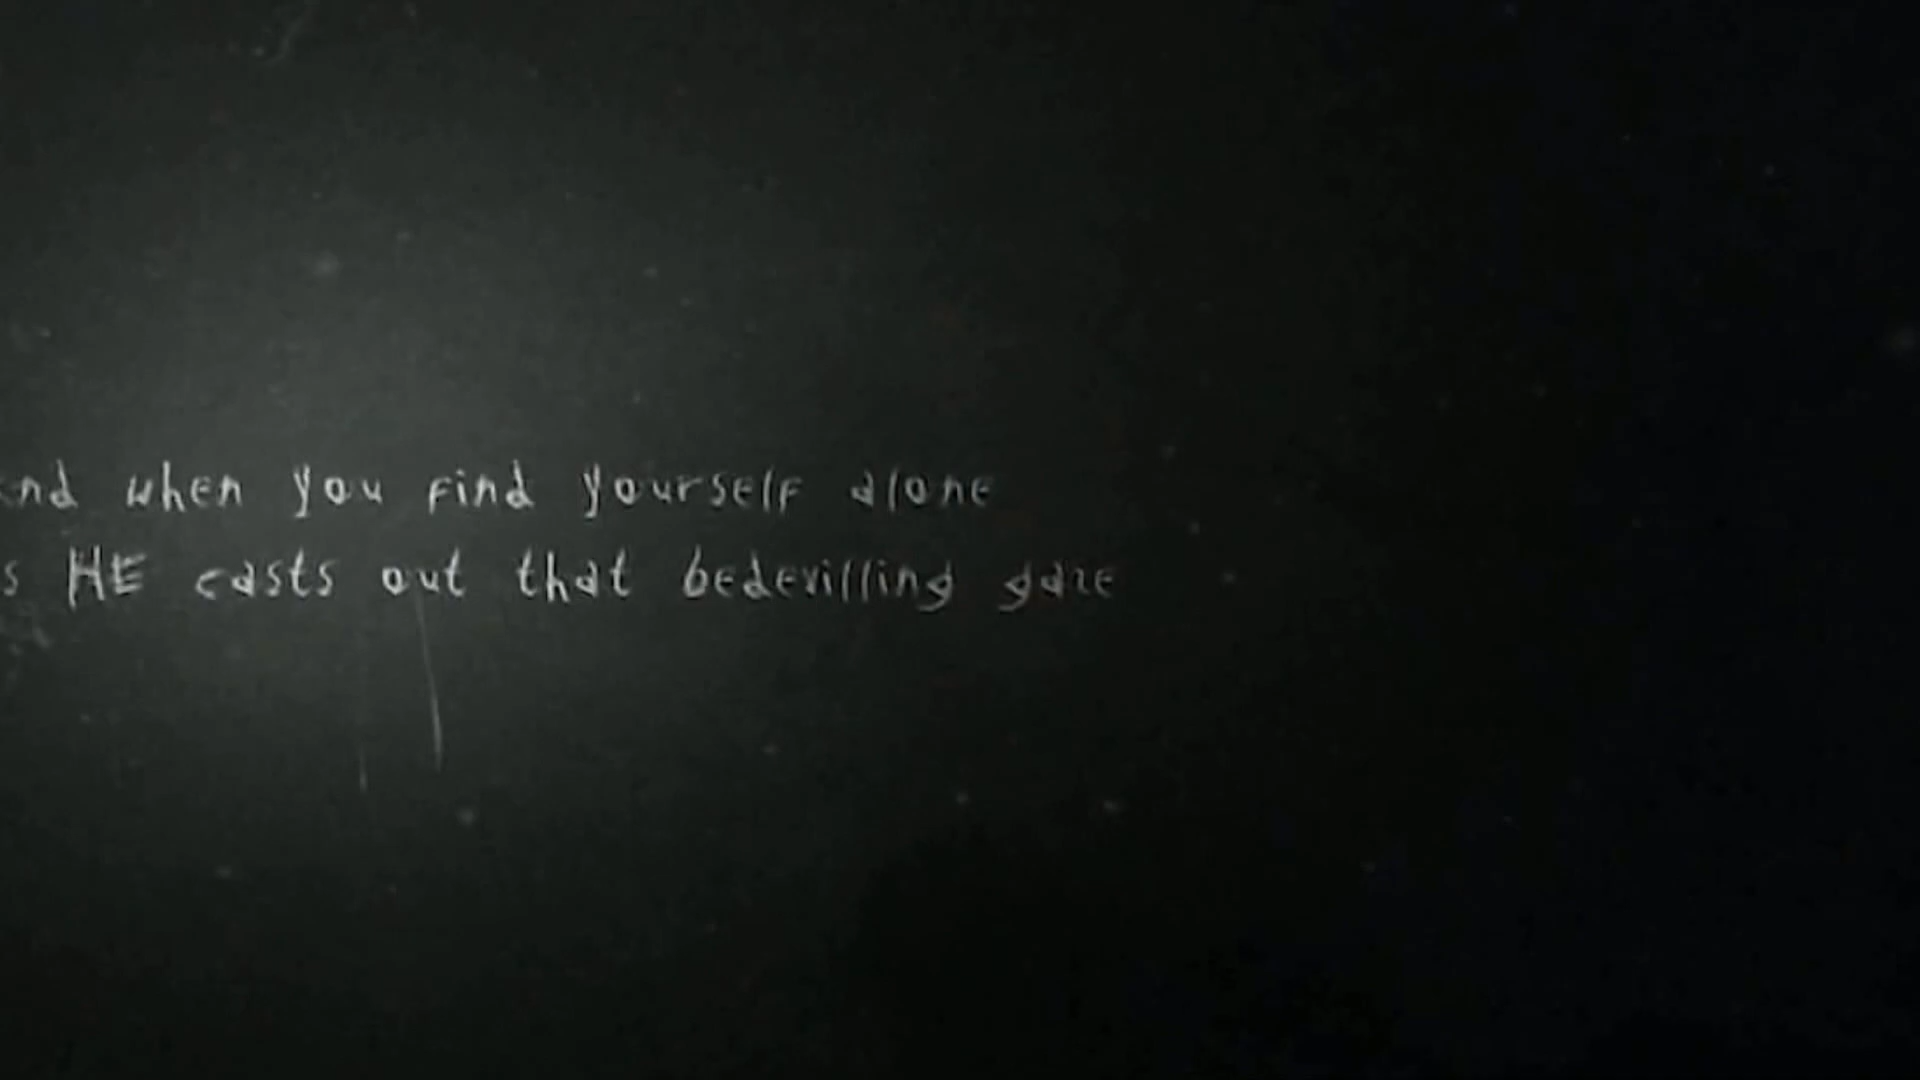 nd when you find yourself alone
s HE casts out that bedevilling gaze